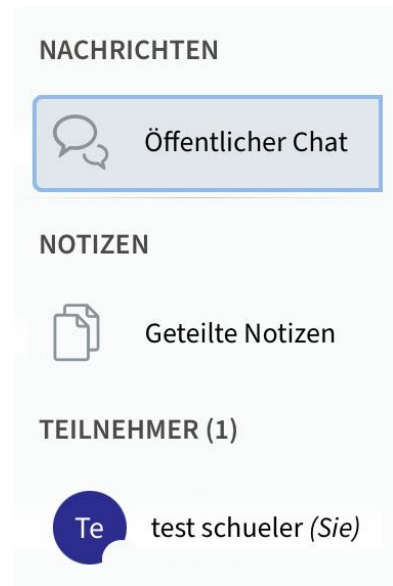 NACHRICHTEN
Öffentlicher Chat
NOTIZEN
Geteilte Notizen
TEILNEHMER (1)
Te test schueler (Sie)